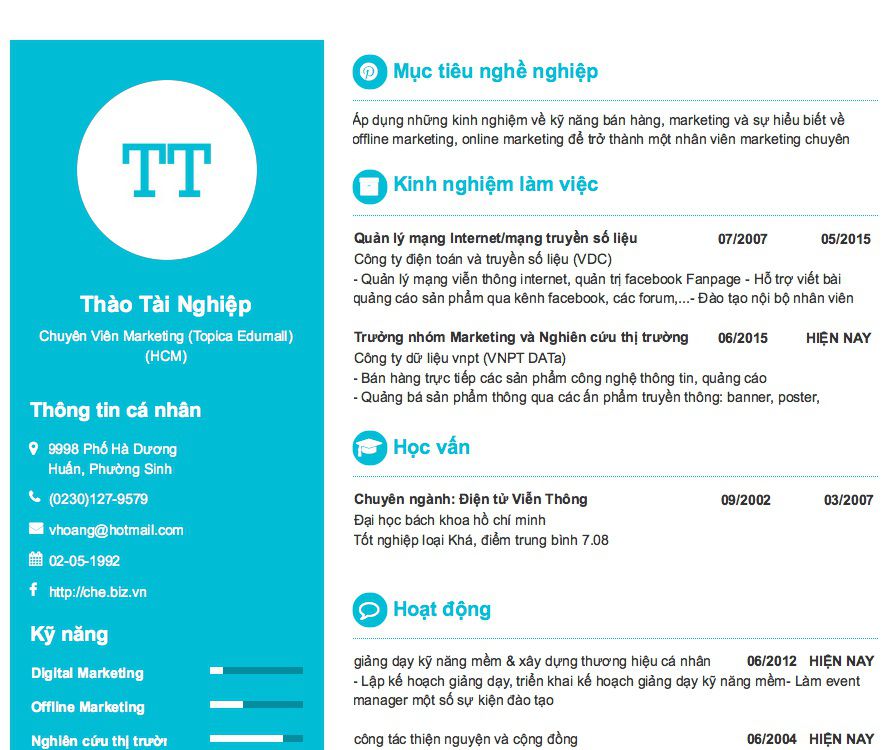 TT
Thào Tài Nghiệp
Chuyên Viên Marketing (Topica Edumall)
(HCM)
Thông tin cá nhân
9998 Phố Hà Dương
Huấn, Phường Sinh
(0230)127-9579
vhoang@hotmail.com
02-05-1992
http://che.biz.vn
Kỹ năng
Digital Marketing
Offline Marketing
Nghiên cứu thị trườ
Mục tiêu nghề nghiệp
Áp dụng những kinh nghiệm về kỹ năng bán hàng, marketing và sự hiểu biết về
offline marketing, online marketing để trở thành một nhân viên marketing chuyên
Kinh nghiệm làm việc
Quản lý mạng Internet/mạng truyền số liệu 07/2007 05/2015
Công ty điện toán và truyền số liệu (VDC)
- Quản lý mạng viễn thông internet, quản trị facebook Fanpage - Hỗ trợ viết bài
quảng cáo sản phẩm qua kênh facebook, các forum,...- Đào tạo nội bộ nhân viên
Trưởng nhóm Marketing và Nghiên cứu thị trường 06/2015 HIỆN NAY
Công ty dữ liệu vnpt (VNPT DATa)
- Bán hàng trực tiếp các sản phẩm công nghệ thông tin, quảng cáo
- Quảng bá sản phẩm thông qua các ấn phẩm truyền thông: banner, poster,
Học vấn
Chuyên ngành: Điện tử Viễn Thông 09/2002 03/2007
Đại học bách khoa hồ chí minh
Tốt nghiệp loại Khá, điểm trung bình 7.08
Hoạt động
giảng dạy kỹ năng mềm & xây dựng thương hiệu cá nhân 06/2012 HIỆN NAY
- Lập kế hoạch giảng dạy, triển khai kế hoạch giảng dạy kỹ năng mềm- Làm event
manager một số sự kiện đào tạo
công tác thiện nguyện và cộng đồng 06/2004 HIỆN NAY